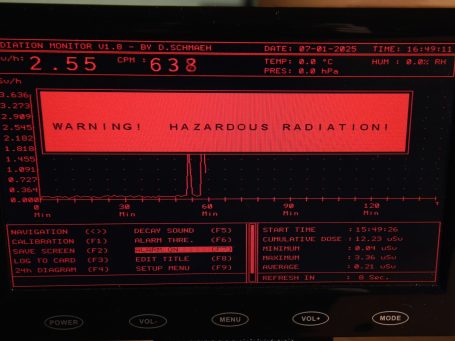 DIATION MONITOR V1.8 - BY D.SCHMAEH DATE: 07-01-2025 TIME: 16:49:11
Sv/h: 2.55 CPM : 638 TEMP: 0.0 °C HUM : 0.0% RH
PRES: 0.0 hPa
Sv/h
3.636
3.273
2.909
WARNING! HAZARDOUS RADIATION!
2.545
2.182
1.818
1.455
1.091
0.727
0.364
0 30 60 90 120 T
Min Min Min Min Min
NAVIGATION (<>) DECAY SOUND (F5) START TIME : 15:49:26
CALIBRATION (F1) ALARM THRE. (F6) CUMULATIVE DOSE : 12.23 uSv
SAVE SCREEN (F2) ALARM ON (F7) MINIMUM : 0.04 uSv
LOG TO CARD (F3) EDIT TITLE (F8) MAXIMUM : 3.36 uSv
24h DIAGRAM (F4) SETUP MENU (F9) AVERAGE : 0.21 uSv
REFRESH IN : 8 Sec.
POWER VOL- MENU VOL+ MODE